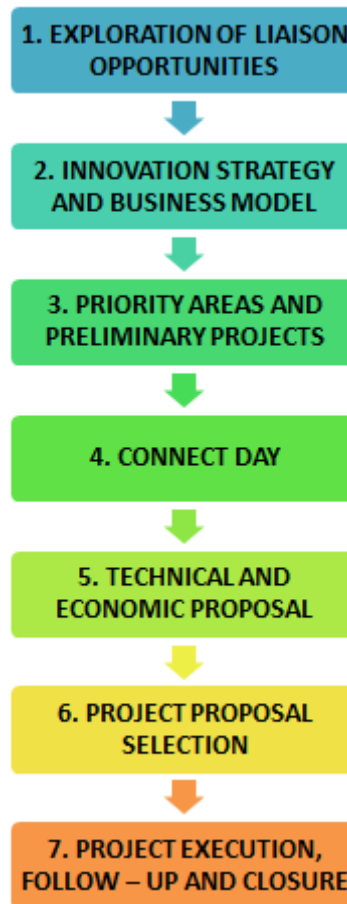 1. EXPLORATION OF LIAISON
OPPORTUNITIES
2. INNOVATION STRATEGY
AND BUSINESS MODEL
3. PRIORITY AREAS AND
PRELIMINARY PROJECTS
4. CONNECT DAY
5. TECHNICAL AND
ECONOMIC PROPOSAL
6. PROJECT PROPOSAL
SELECTION
7. PROJECT EXECUTION,
FOLLOW – UP AND CLOSURE